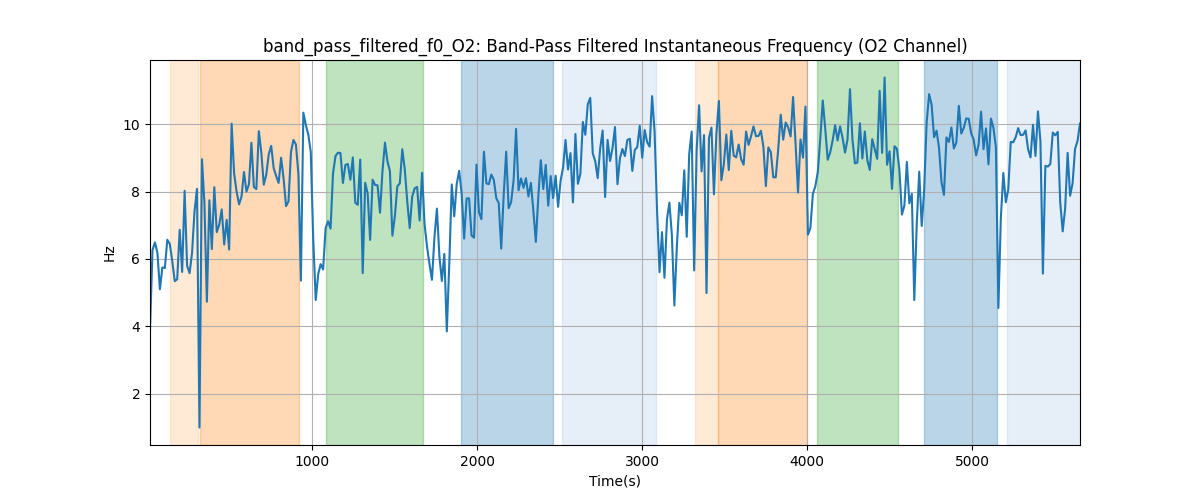 band_pass_filtered_f0_O2: Band-Pass Filtered Instantaneous Frequency (O2 Channel)
10
8
6
4
2
Hz
1000 2000 3000 4000 5000
Time(s)